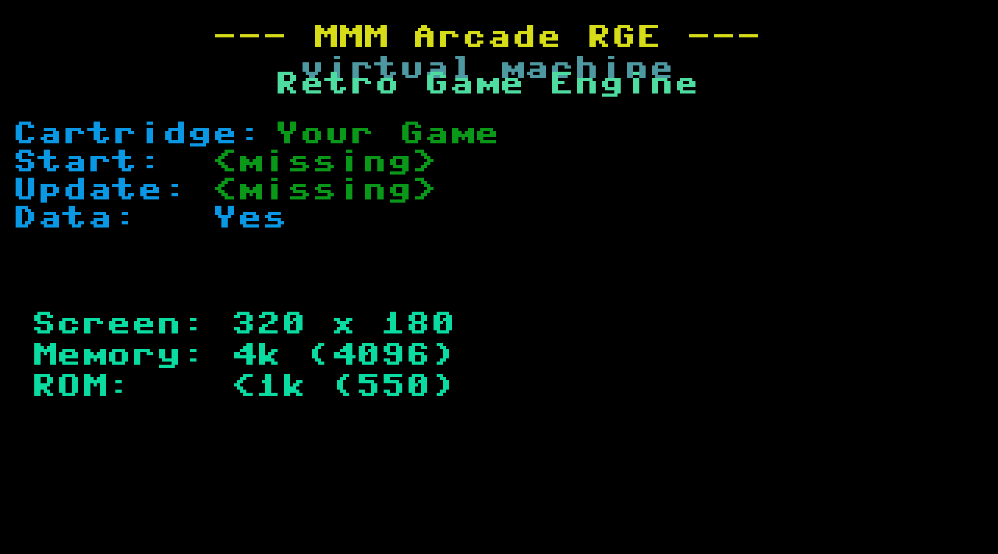 --- MMM Arcade RGE ---
virtual machine
Retro Game Engine
Cartridge: Your Game
Start: <missing>
Update: <missing>
Data: Yes
Screen: 320 x 180
Memory: 4k (4096)
ROM: <1k (550)